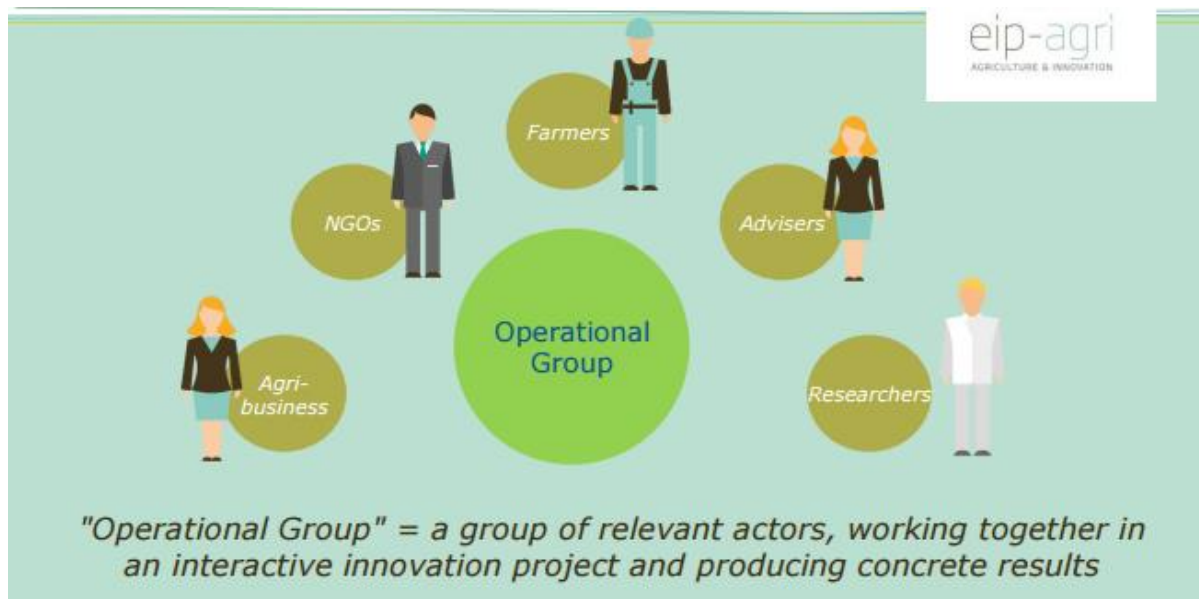 eip-agri
AGRICULTURE & INNOVATION
Farmers
NGOs
Advisers
Operational
Group
Agri-
business
Researchers
"Operational Group" = a group of relevant actors, working together in
an interactive innovation project and producing concrete results